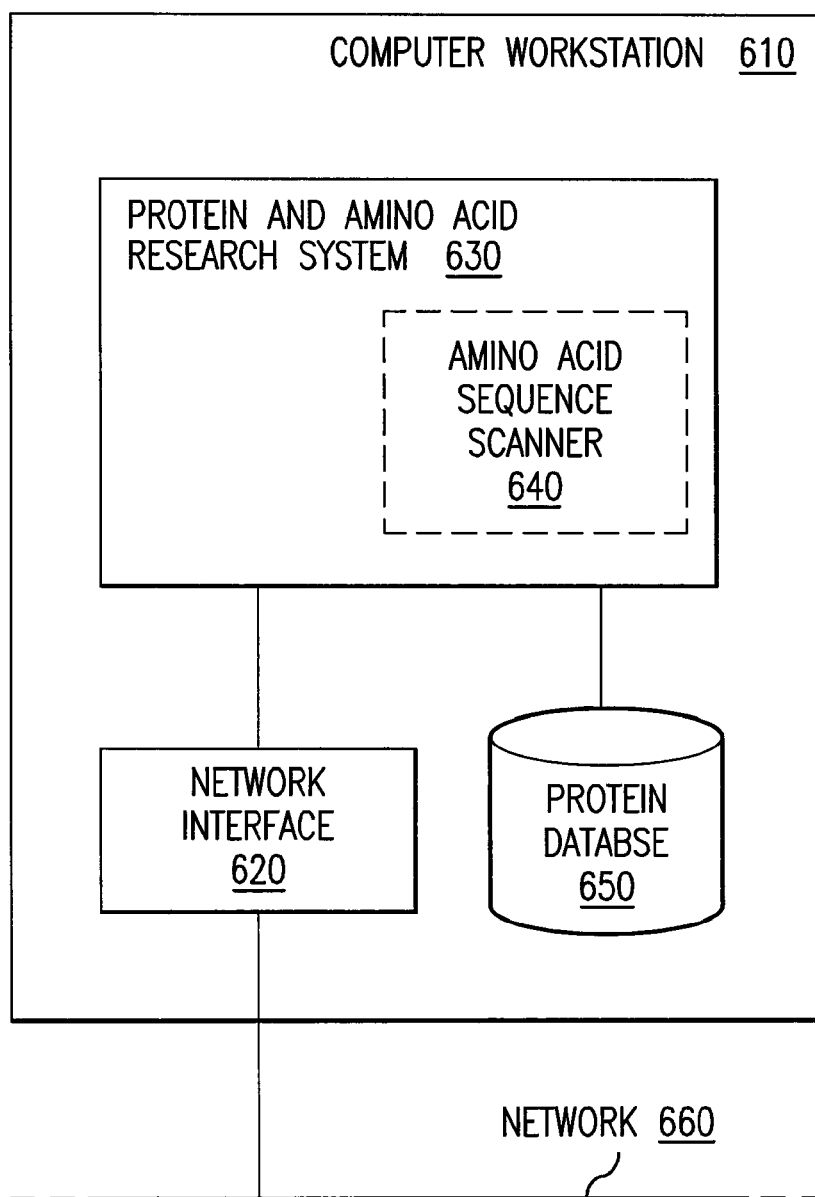 COMPUTER WORKSTATION 610
PROTEIN AND AMINO ACID
RESEARCH SYSTEM 630
AMINO ACID
SEQUENCE
SCANNER
640
NETWORK
INTERFACE
620
PROTEIN
DATABSE
650
NETWORK 660